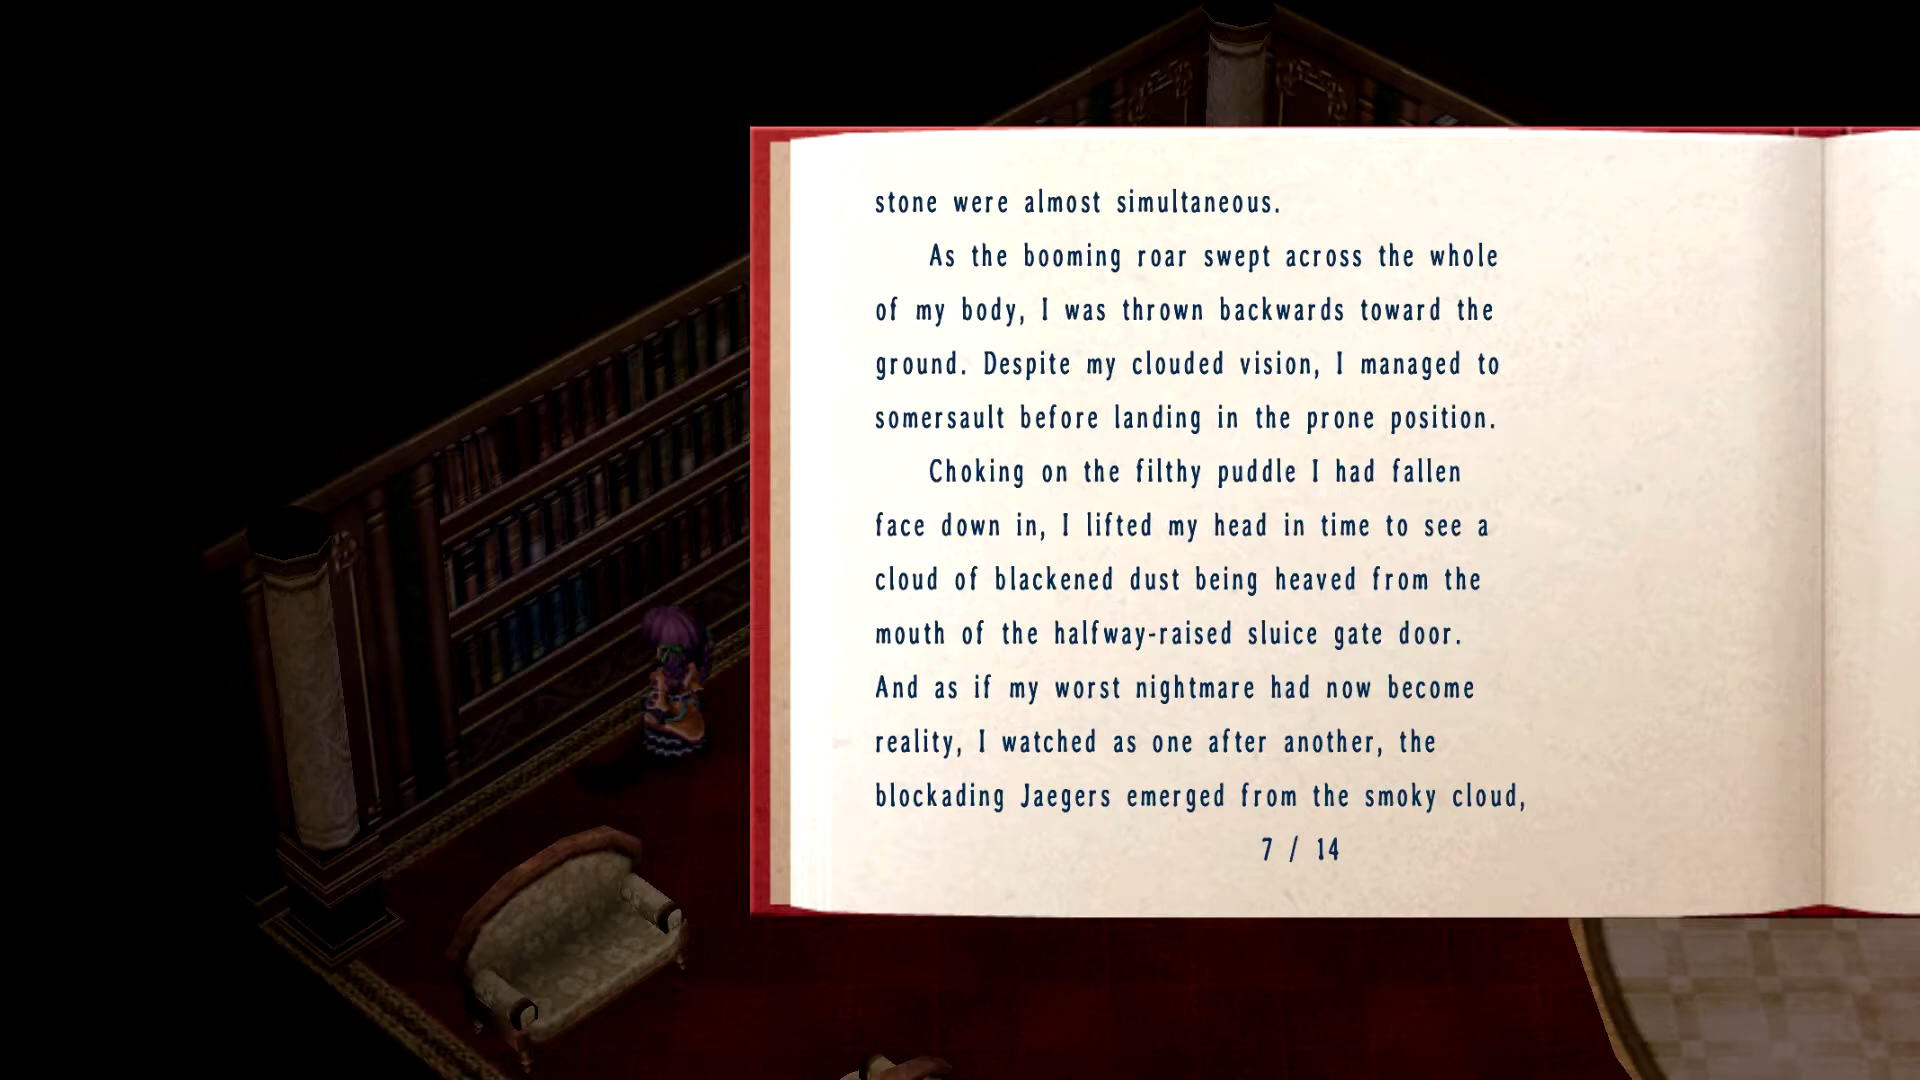 stone were almost simultaneous.
As the booming roar swept across the whole
of my body, I was thrown backwards toward the
ground. Despite my clouded vision, I managed to
somersault before landing in the prone position.
Choking on the filthy puddle I had fallen
face down in, I lifted my head in time to see a
cloud of blackened dust being heaved from the
mouth of the halfway-raised sluice gate door.
And as if my worst nightmare had now become
reality, I watched as one after another, the
blockading Jaegers emerged from the smoky cloud,
7 / 14